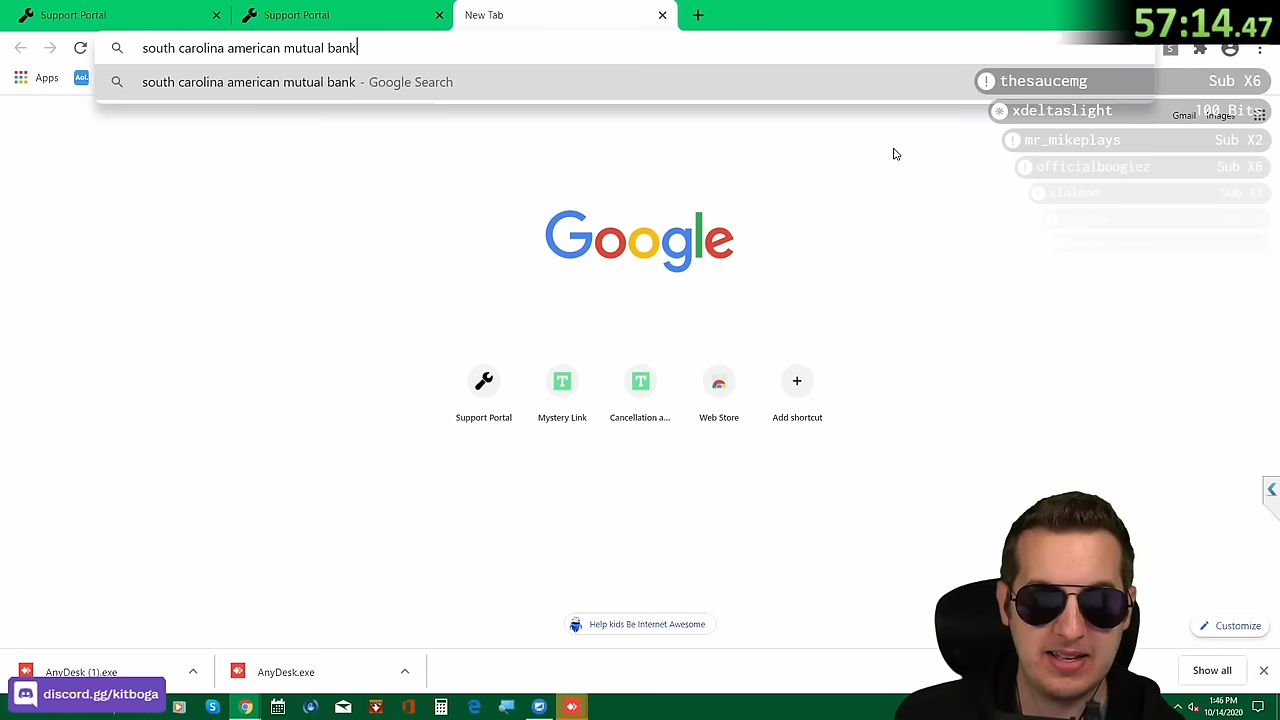 Support Portal
Support Portal
New Tab
57:14.47
south carolina american mutual bank
Apps
Aol.
south carolina american mutual bank - Google Search
thesaucemg Sub X6
xdeltaslight 100 Bits
Gmail Images
mr_mikeplays Sub X2
officialboogiez Sub X6
Sub X3
Google
Support Portal
Mystery Link
Cancellation a...
Web Store
Add shortcut
Help kids Be Internet Awesome
Customize
AnyDesk (1).exe
AnyDesk.exe
Show all
discord.gg/kitboga
1:46 PM
10/14/2020